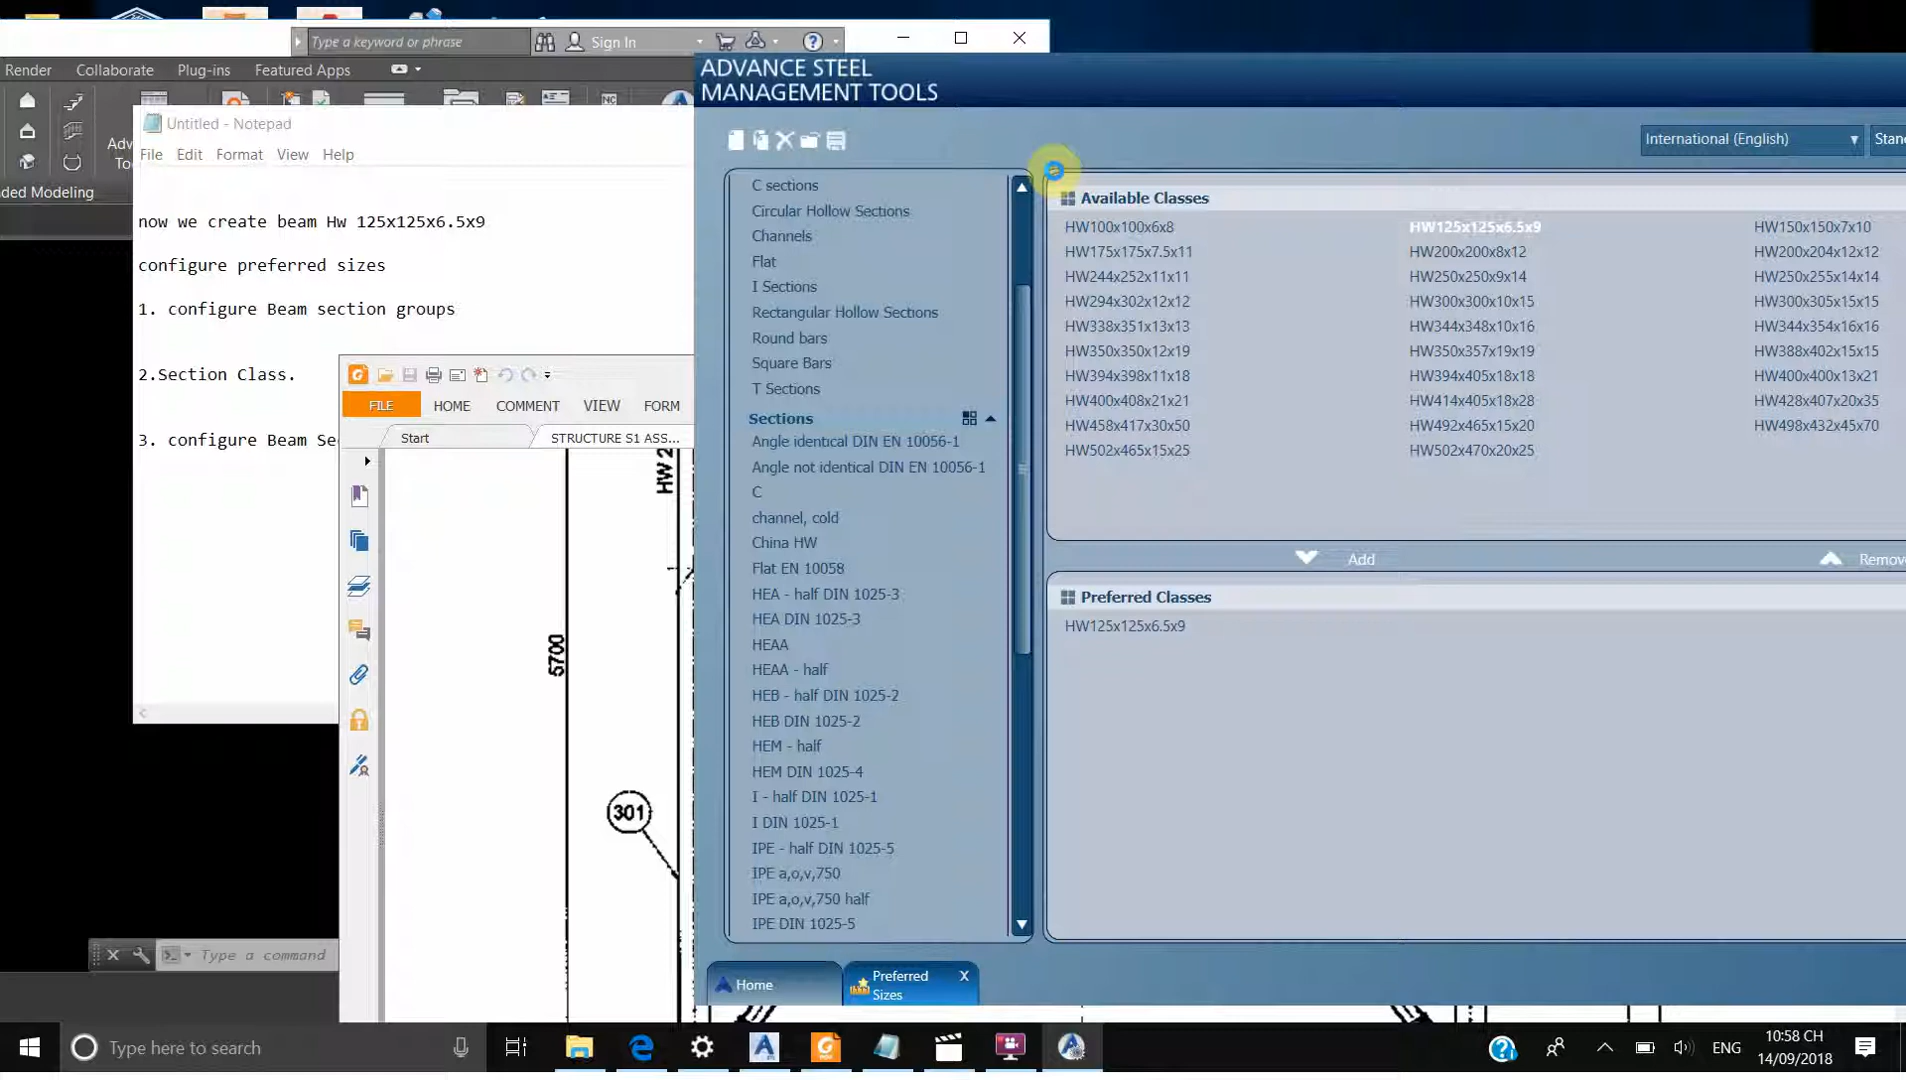 Type a keyword or phrase
Sign In
Render
Collaborate
Plug-ins
Featured Apps
NC
ded Modeling
Untitled - Notepad
File Edit Format View Help
now we create beam Hw 125x125x6.5x9
configure preferred sizes
1. configure Beam section groups
2.Section Class.
3. configure Beam Se
FILE HOME COMMENT VIEW FORM
Start
STRUCTURE S1 ASS...
HW 2
5700
301
Type a command
ADVANCE STEEL
MANAGEMENT TOOLS
International (English)
Stan
C sections
Circular Hollow Sections
Channels
Flat
I Sections
Rectangular Hollow Sections
Round bars
Square Bars
T Sections
Sections
Angle identical DIN EN 10056-1
Angle not identical DIN EN 10056-1
C
channel, cold
China HW
Flat EN 10058
HEA - half DIN 1025-3
HEA DIN 1025-3
HEAA
HEAA - half
HEB - half DIN 1025-2
HEB DIN 1025-2
HEM - half
HEM DIN 1025-4
I - half DIN 1025-1
I DIN 1025-1
IPE - half DIN 1025-5
IPE a,o,v,750
IPE a,o,v,750 half
IPE DIN 1025-5
Available Classes
HW100x100x6x8 HW125x125x6.5x9 HW150x150x7x10
HW175x175x7.5x11 HW200x200x8x12 HW200x204x12x12
HW244x252x11x11 HW250x250x9x14 HW250x255x14x14
HW294x302x12x12 HW300x300x10x15 HW300x305x15x15
HW338x351x13x13 HW344x348x10x16 HW344x354x16x16
HW350x350x12x19 HW350x357x19x19 HW388x402x15x15
HW394x398x11x18 HW394x405x18x18 HW400x400x13x21
HW400x408x21x21 HW414x405x18x28 HW428x407x20x35
HW458x417x30x50 HW492x465x15x20 HW498x432x45x70
HW502x465x15x25 HW502x470x20x25
Add
Remov
Preferred Classes
HW125x125x6.5x9
Home
Preferred
Sizes
X
Type here to search
ENG
10:58 CH
14/09/2018